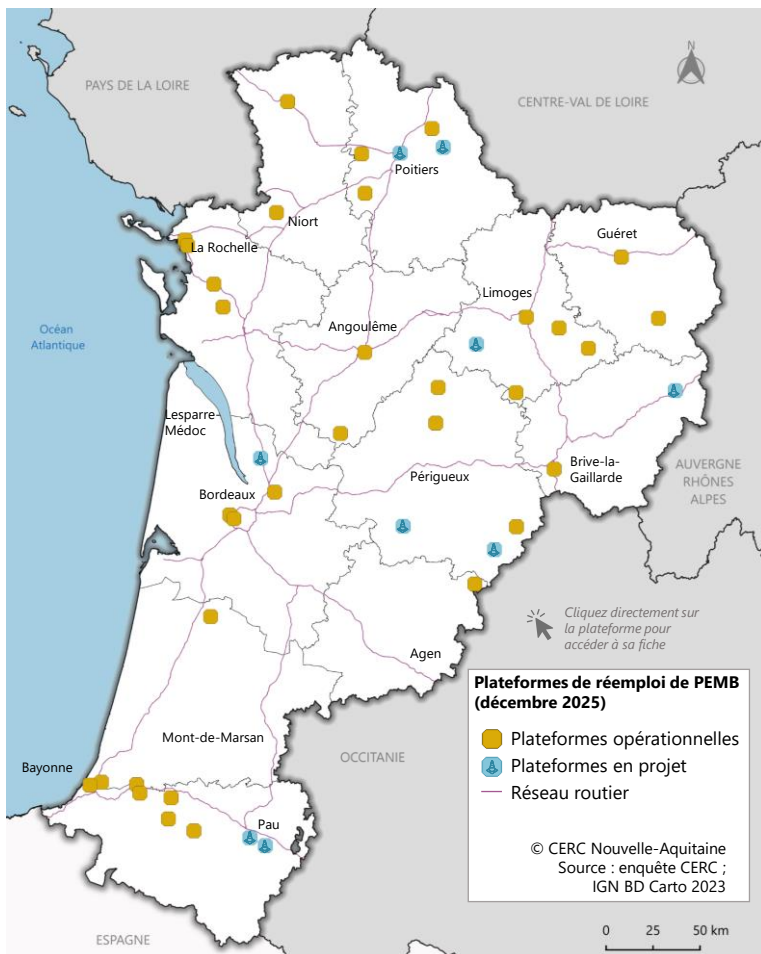 N
PAYS DE LA LOIRE
CENTRE-VAL DE LOIRE
Poitiers
Niort
La Rochelle
Guéret
Limoges
Angoulême
Océan
Atlantique
Lesparre-
Médoc
Brive-la-
Gaillarde
AUVERGNE
RHÔNES
ALPES
Périgueux
Bordeaux
Cliquez directement sur
la plateforme pour
accéder à sa fiche
Agen
Plateformes de réemploi de PEMB
(décembre 2025)
Plateformes opérationnelles
Plateformes en projet
Réseau routier
Mont-de-Marsan
OCCITANIE
Bayonne
Pau
© CERC Nouvelle-Aquitaine
Source : enquête CERC ;
IGN BD Carto 2023
ESPAGNE
0 25 50 km